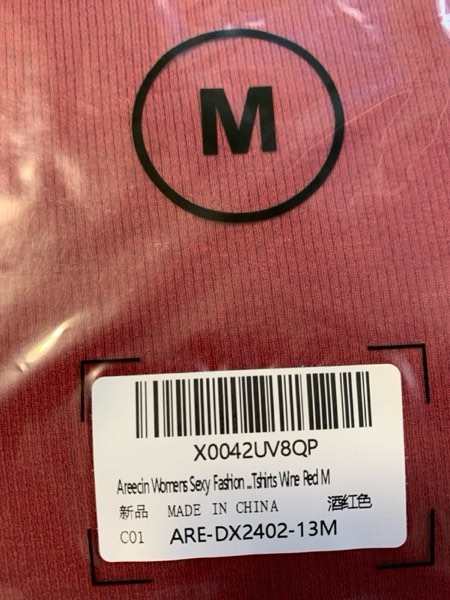 M
X0042UV8QP
Areecin Womens Sexy Fashion ...Tshirts Wine Red M
新品 MADE IN CHINA 酒红色
C01 ARE-DX2402-13M